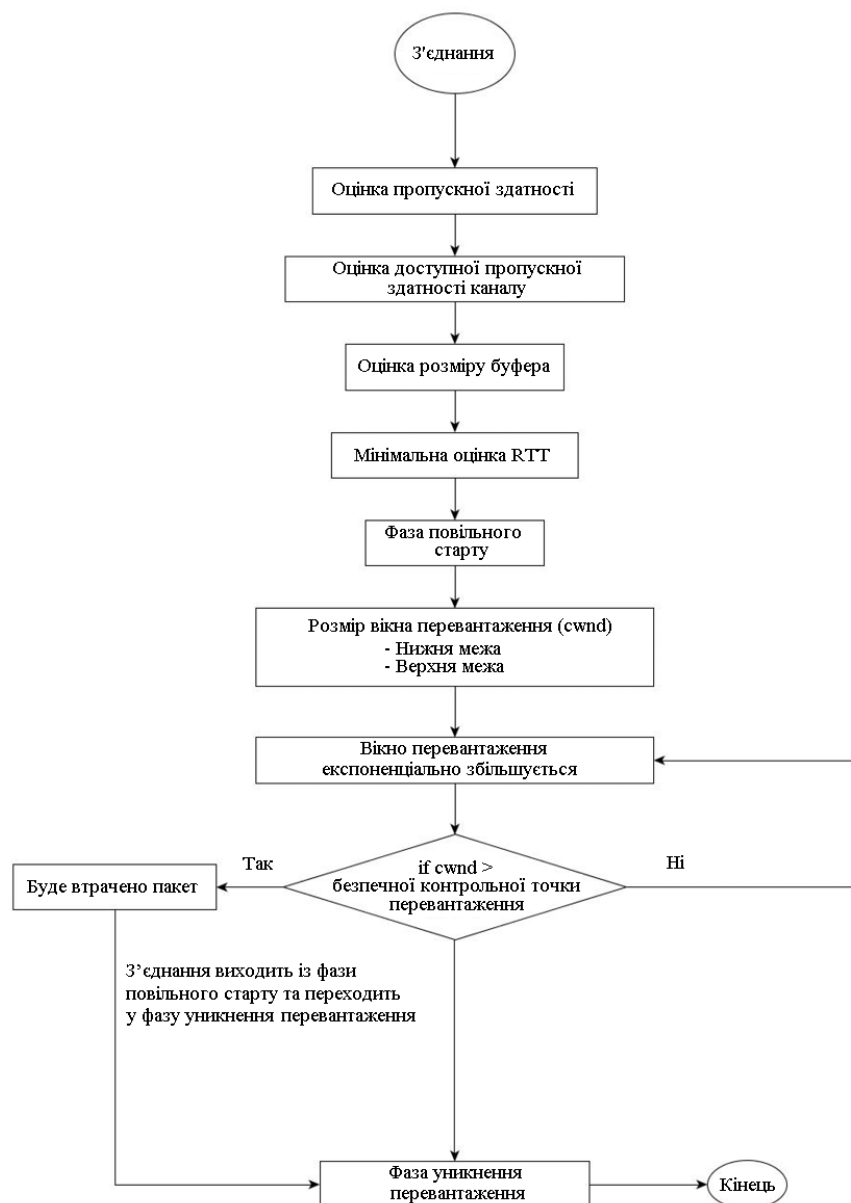 З'єднання
Оцінка пропускної здатності
Оцінка доступної пропускної
здатності каналу
Оцінка розміру буфера
Мінімальна оцінка RTT
Фаза повільного
старту
Розмір вікна перевантаження (cwnd)
- Нижня межа
- Верхня межа
Вікно перевантаження
експоненціально збільшується
Так
if cwnd >
безпечної контрольної точки
перевантаження
Ні
Буде втрачено пакет
З’єднання виходить із фази
повільного старту та переходить
у фазу уникнення перевантаження
Фаза уникнення
перевантаження
Кінець